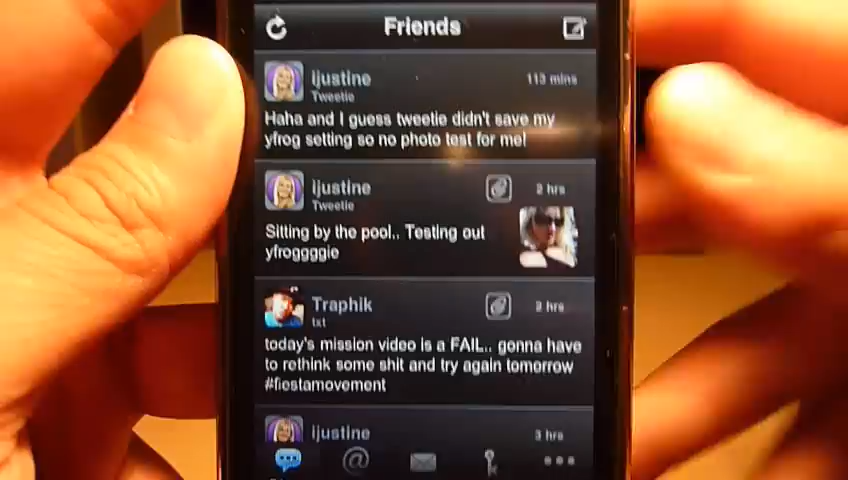 Friends
ijustine
113 mins
Tweetie
Haha and I guess tweetie didn't save my
yfrog setting so no photo test for me!
ijustine
2 hrs
Tweetie
Sitting by the pool.. Testing out
yfroggggie
Traphik
txt
today's mission video is a FAIL.. gonna have
to rethink some shit and try again tomorrow
#fiestamovement
ijustine
3 hrs
@